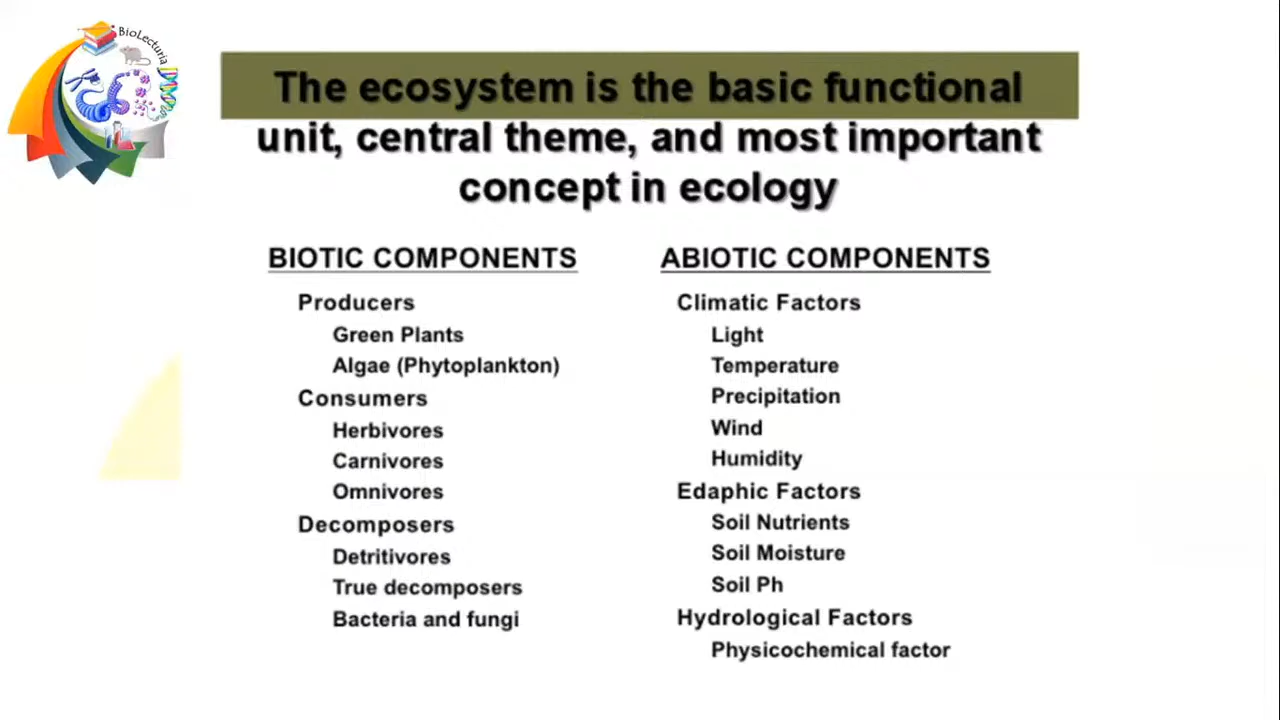 BioLecturia
The ecosystem is the basic functional
unit, central theme, and most important
concept in ecology
BIOTIC COMPONENTS
Producers
Green Plants
Algae (Phytoplankton)
Consumers
Herbivores
Carnivores
Omnivores
Decomposers
Detritivores
True decomposers
Bacteria and fungi
ABIOTIC COMPONENTS
Climatic Factors
Light
Temperature
Precipitation
Wind
Humidity
Edaphic Factors
Soil Nutrients
Soil Moisture
Soil Ph
Hydrological Factors
Physicochemical factor